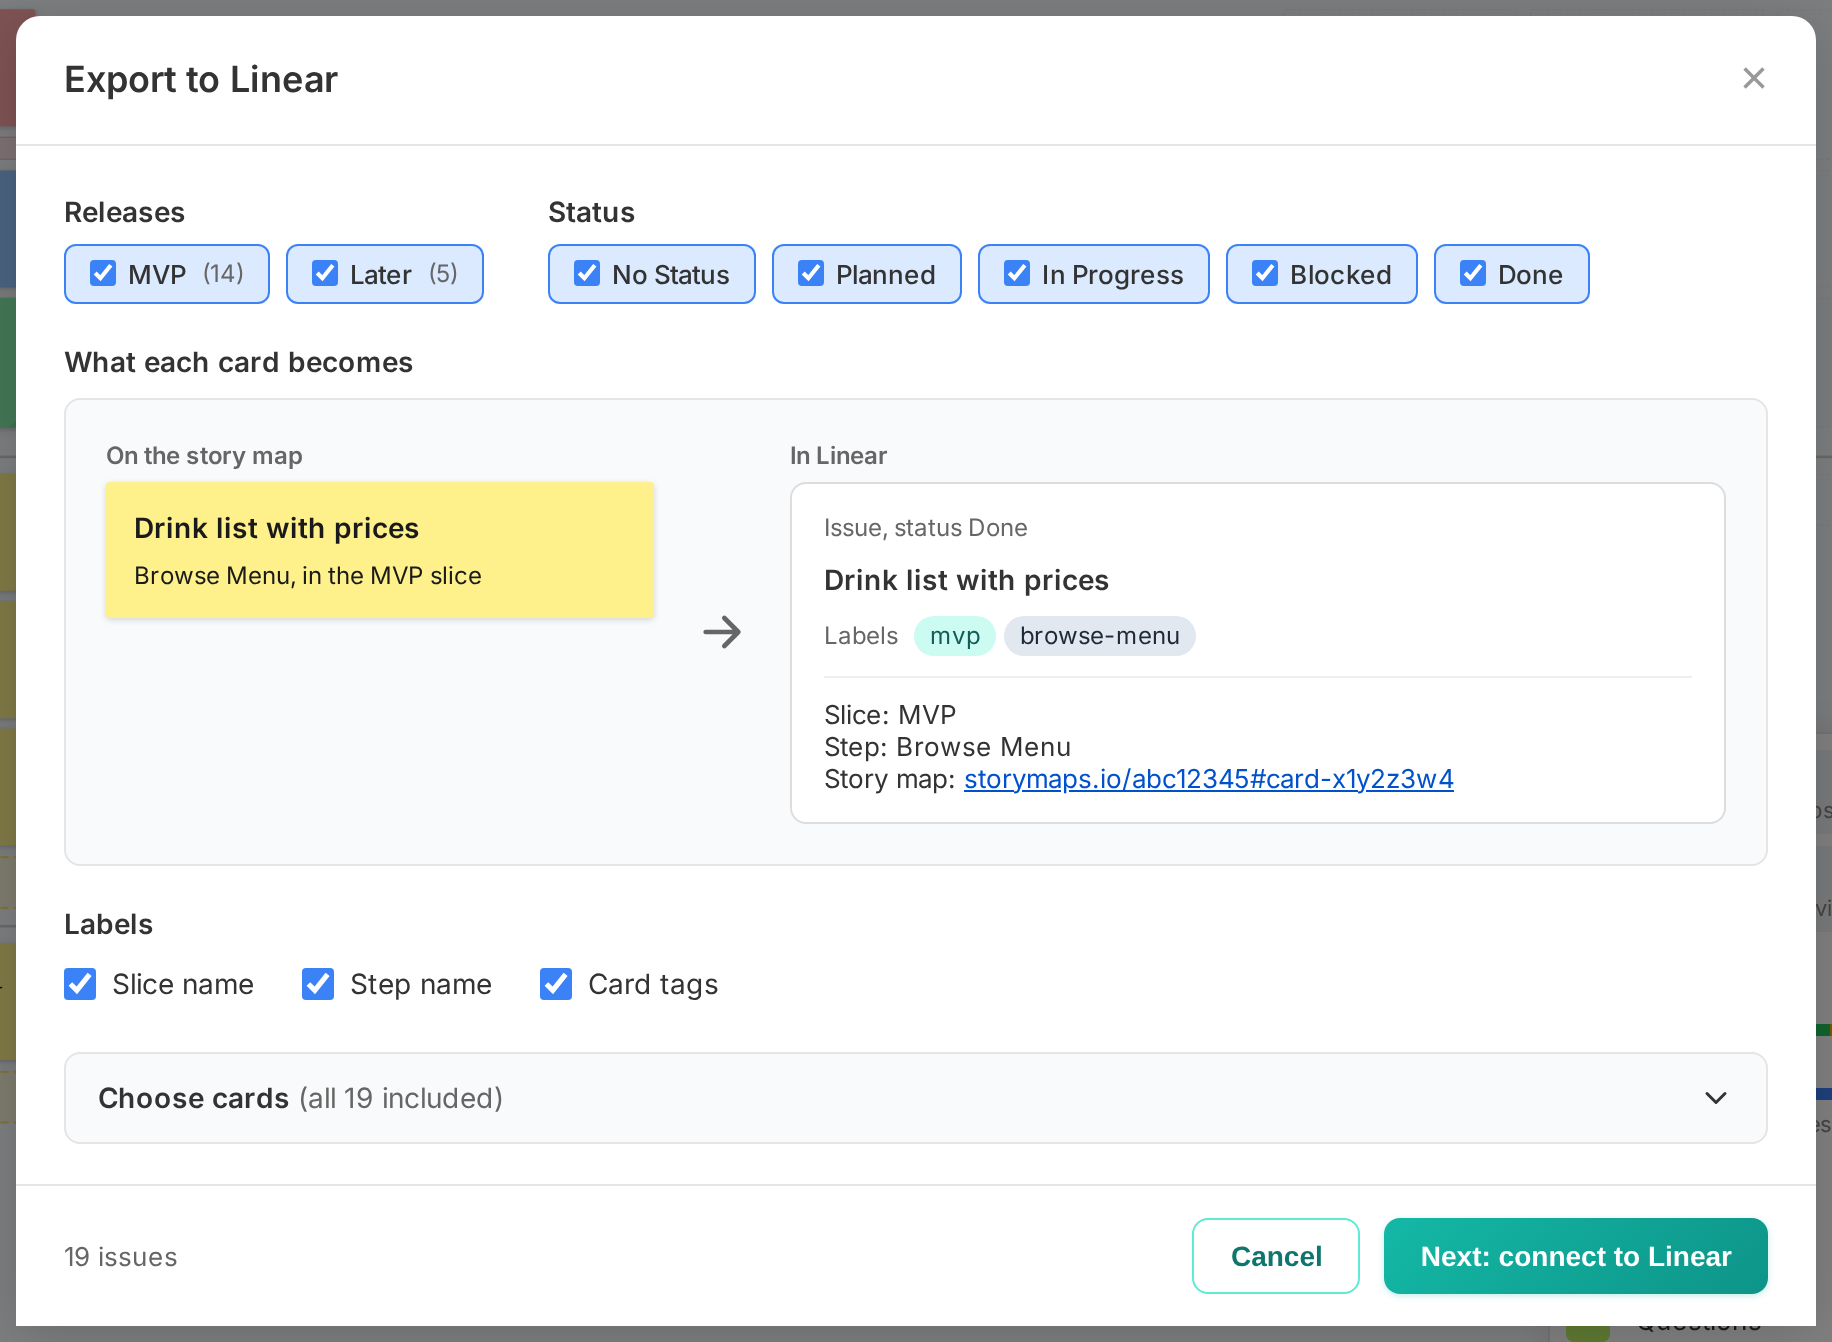 Export to Linear
Releases
Status
MVP (14)
Later (5)
No Status
Planned
In Progress
Blocked
Done
What each card becomes
On the story map
Drink list with prices
Browse Menu, in the MVP slice
In Linear
Issue, status Done
Drink list with prices
Labels mvp browse-menu
Slice: MVP
Step: Browse Menu
Story map: storymaps.io/abc12345#card-x1y2z3w4
Labels
Slice name
Step name
Card tags
Choose cards (all 19 included)
19 issues
Cancel
Next: connect to Linear